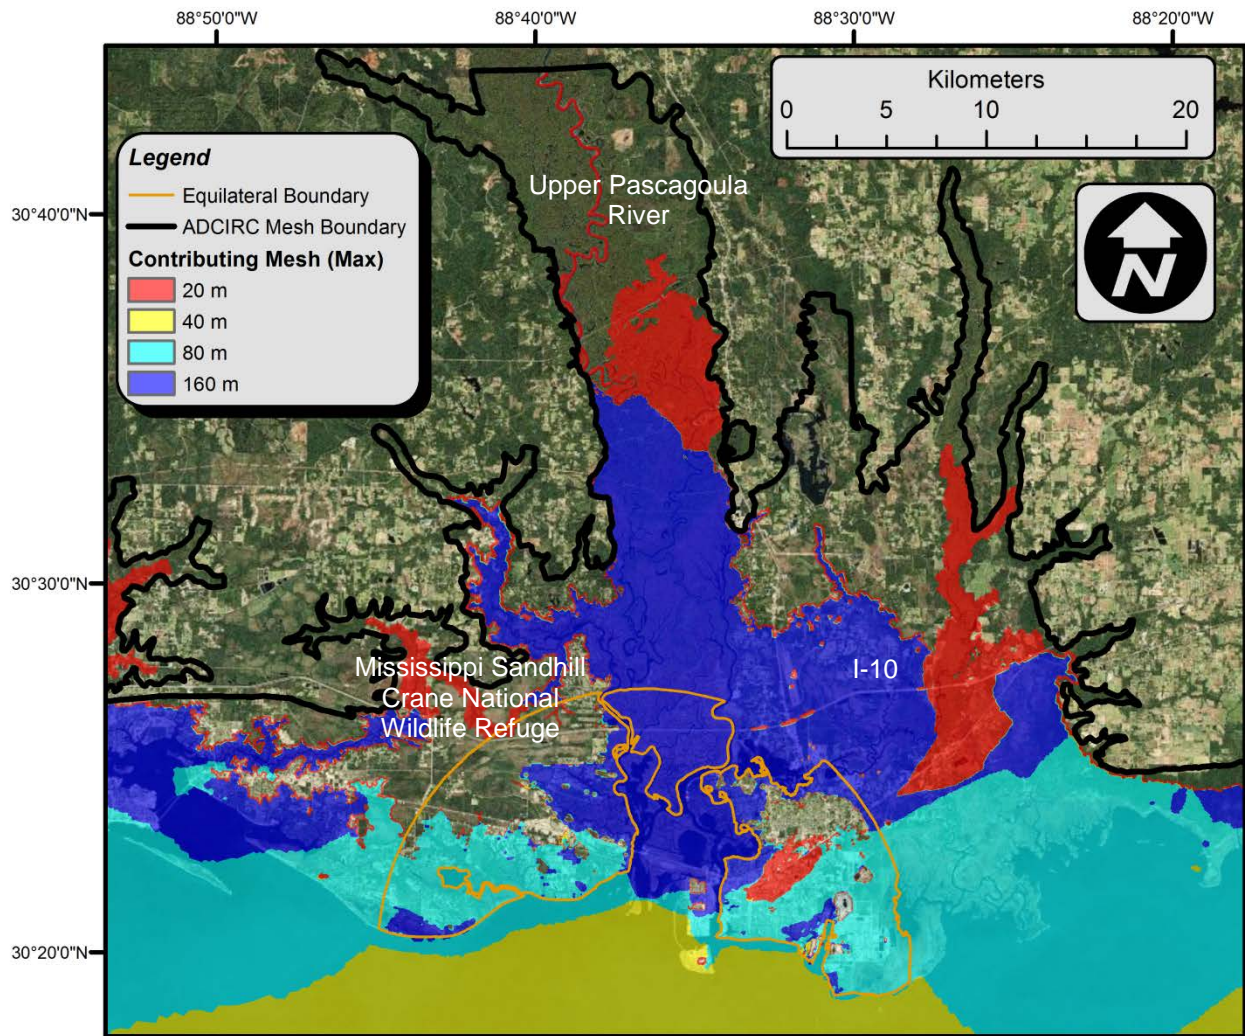 88°50'0"W 88°40'0"W 88°30'0"W 88°20'0"W
Kilometers
0 5 10 20
Legend
Equilateral Boundary
ADCIRC Mesh Boundary
Contributing Mesh (Max)
20 m
40 m
80 m
160 m
N
Upper Pascagoula
River
30°40'0"N
30°30'0"N
Mississippi Sandhill
Crane National
Wildlife Refuge
I-10
30°20'0"N